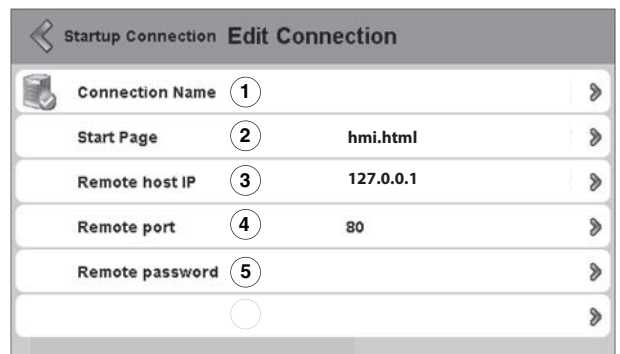 Startup Connection Edit Connection
Connection Name 1
Start Page 2 hmi.html
Remote host IP 3 127.0.0.1
Remote port 4 80
Remote password 5